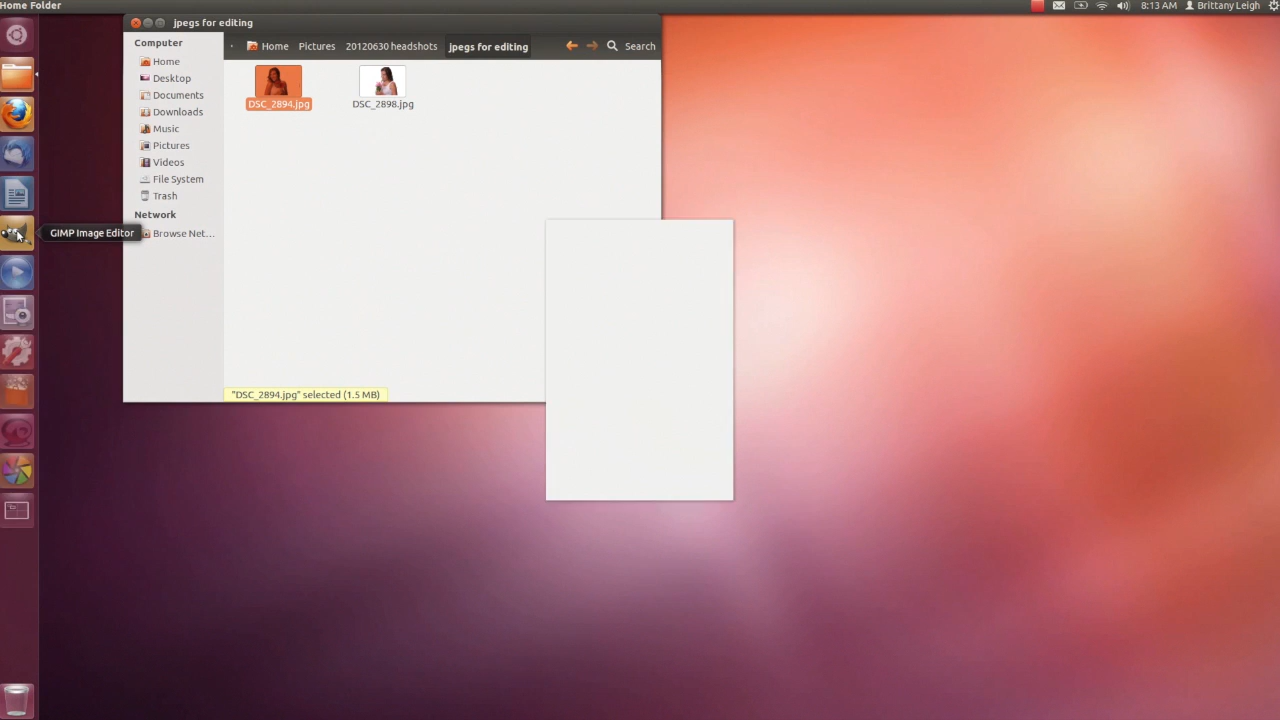 Home Folder
8:13 AM
Brittany Leigh
jpegs for editing
Computer
Home
Desktop
Documents
Downloads
Music
Pictures
Videos
File System
Trash
Network
Browse Net...
Home
Pictures
20120630 headshots
jpegs for editing
Search
DSC_2894.jpg
DSC_2898.jpg
GIMP Image Editor
"DSC_2894.jpg" selected (1.5 MB)